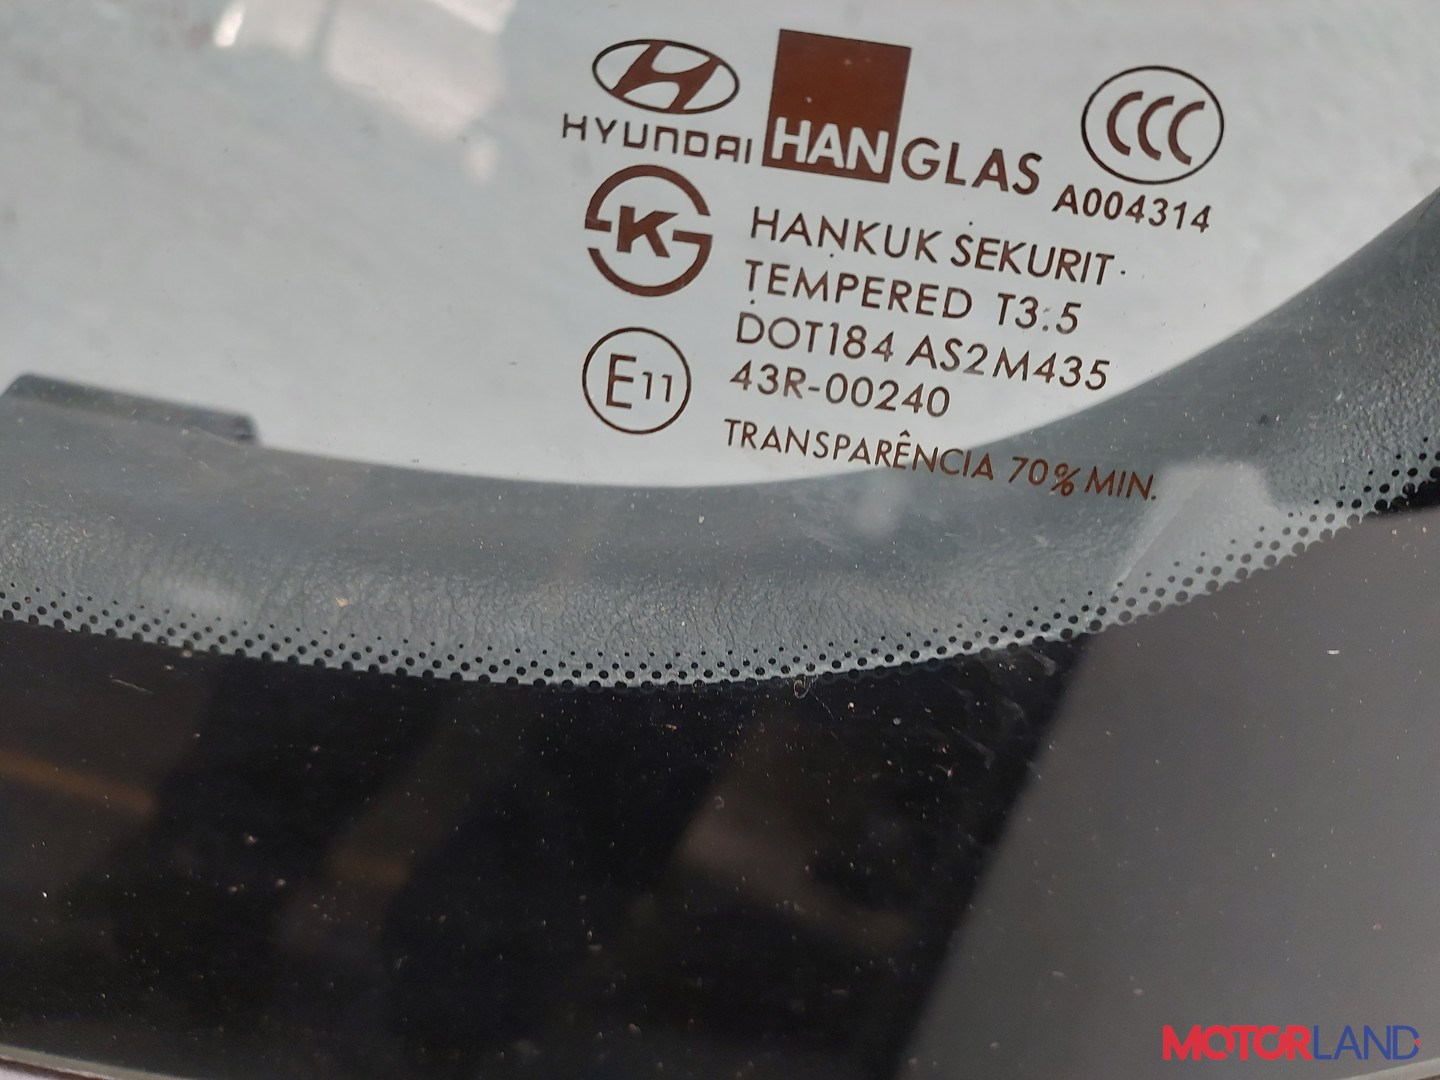 HYUNDAI
HANGLAS
CCC
A004314
K
HANKUK SEKURIT
TEMPERED T3.5
DOT184 AS2M435
E11
43R-00240
TRANSPARÊNCIA 70% MIN.
MOTORLAND